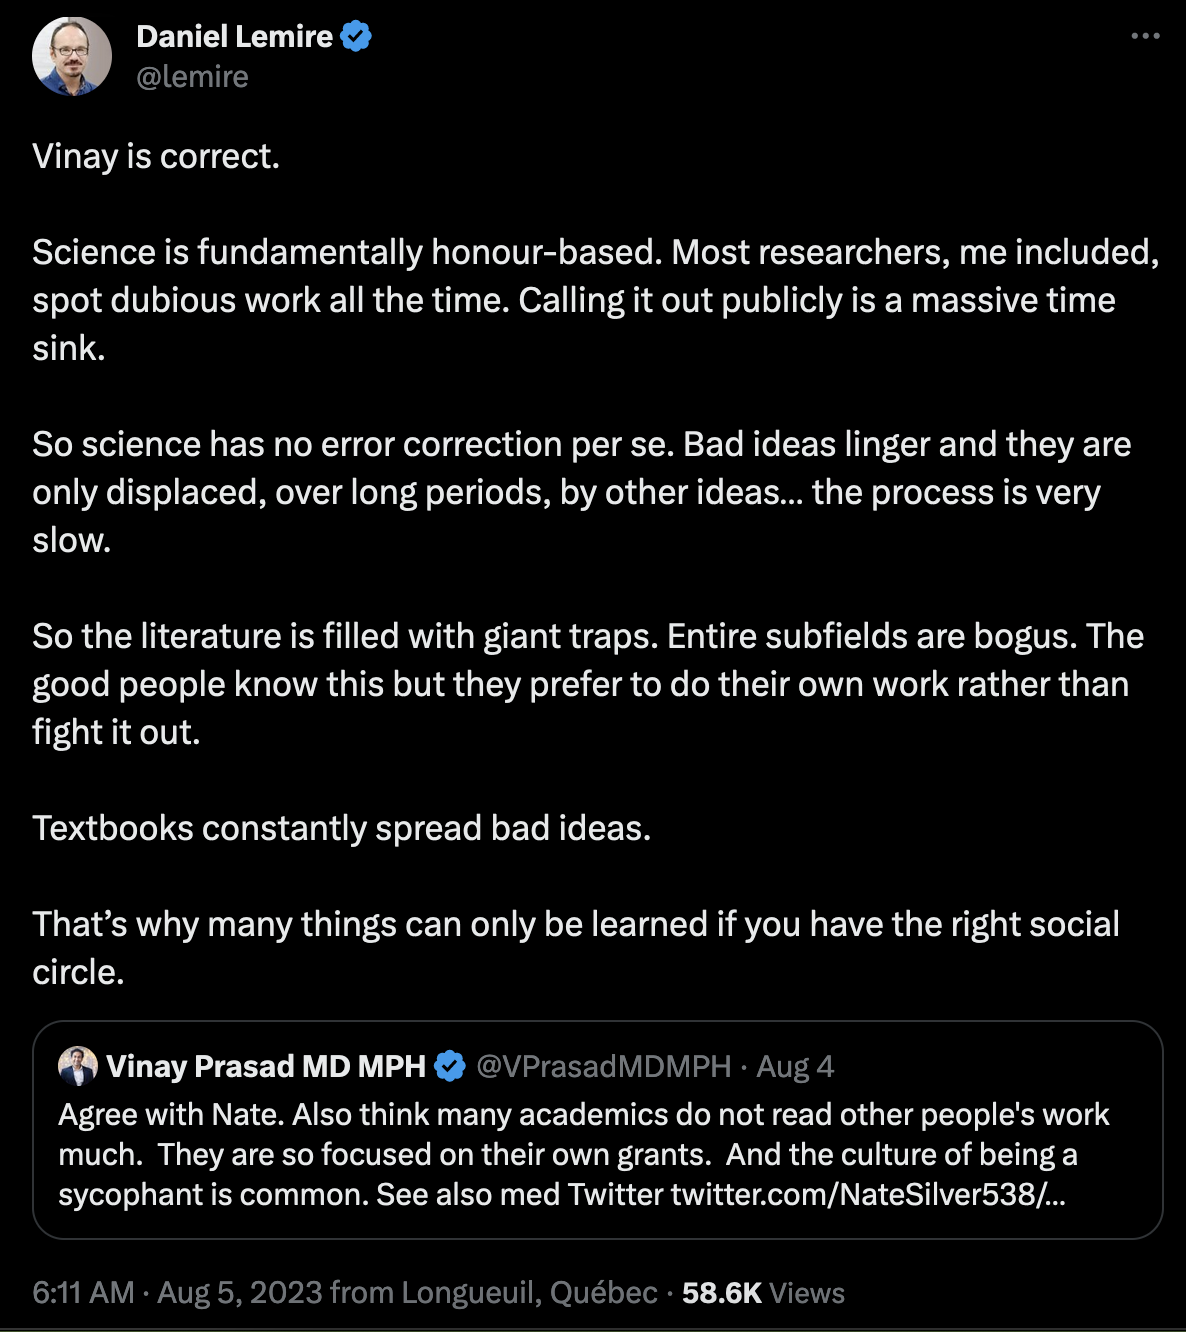 Daniel Lemire
@lemire
Vinay is correct.
Science is fundamentally honour-based. Most researchers, me included,
spot dubious work all the time. Calling it out publicly is a massive time
sink.
So science has no error correction per se. Bad ideas linger and they are
only displaced, over long periods, by other ideas... the process is very
slow.
So the literature is filled with giant traps. Entire subfields are bogus. The
good people know this but they prefer to do their own work rather than
fight it out.
Textbooks constantly spread bad ideas.
That’s why many things can only be learned if you have the right social
circle.
Vinay Prasad MD MPH @VPrasadMDMPH · Aug 4
Agree with Nate. Also think many academics do not read other people's work
much.  They are so focused on their own grants.  And the culture of being a
sycophant is common. See also med Twitter twitter.com/NateSilver538/...
6:11 AM · Aug 5, 2023 from Longueuil, Québec · 58.6K Views